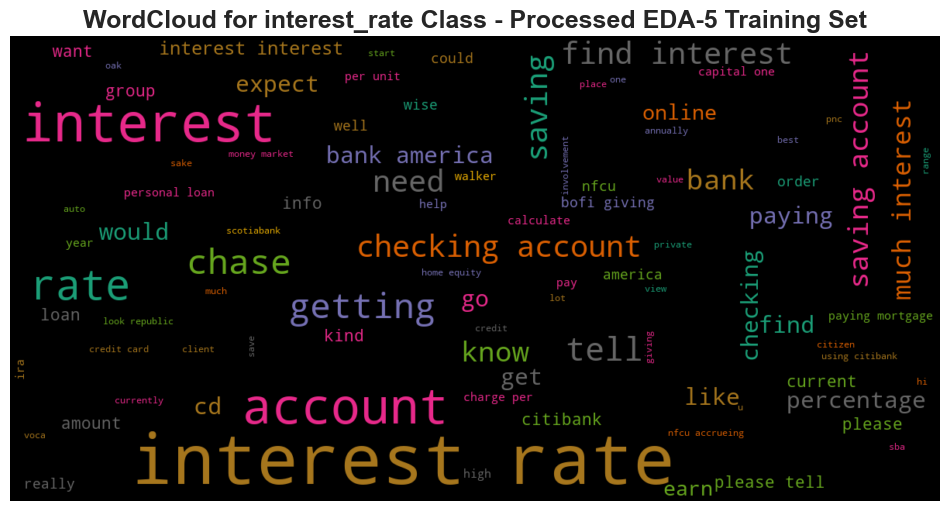 WordCloud for interest_rate Class - Processed EDA-5 Training Set
want
interest interest
start
could
find interest
oak
per unit
capital one
group
expect
place
one
saving
saving account
interest
wise
online
much interest
well
annually
pnc
best
money market
bank america
sake
involvement
range
need
walker
bank
personal loan
nfcu
value
order
info
help
bofi giving
auto
calculate
paying
would
scotiabank
year
checking account
private
chase
home equity
america
checking
rate
much
pay
view
getting
go
lot
loan
look republic
kind
credit
find
paying mortgage
credit card
client
save
know
tell
giving
citizen
using citibank
ira
get
current
hi
currently
cd
charge per
like
u
percentage
account
amount
citibank
please
voca
nfcu accrueing
sba
interest rate
high
really
earn
please tell